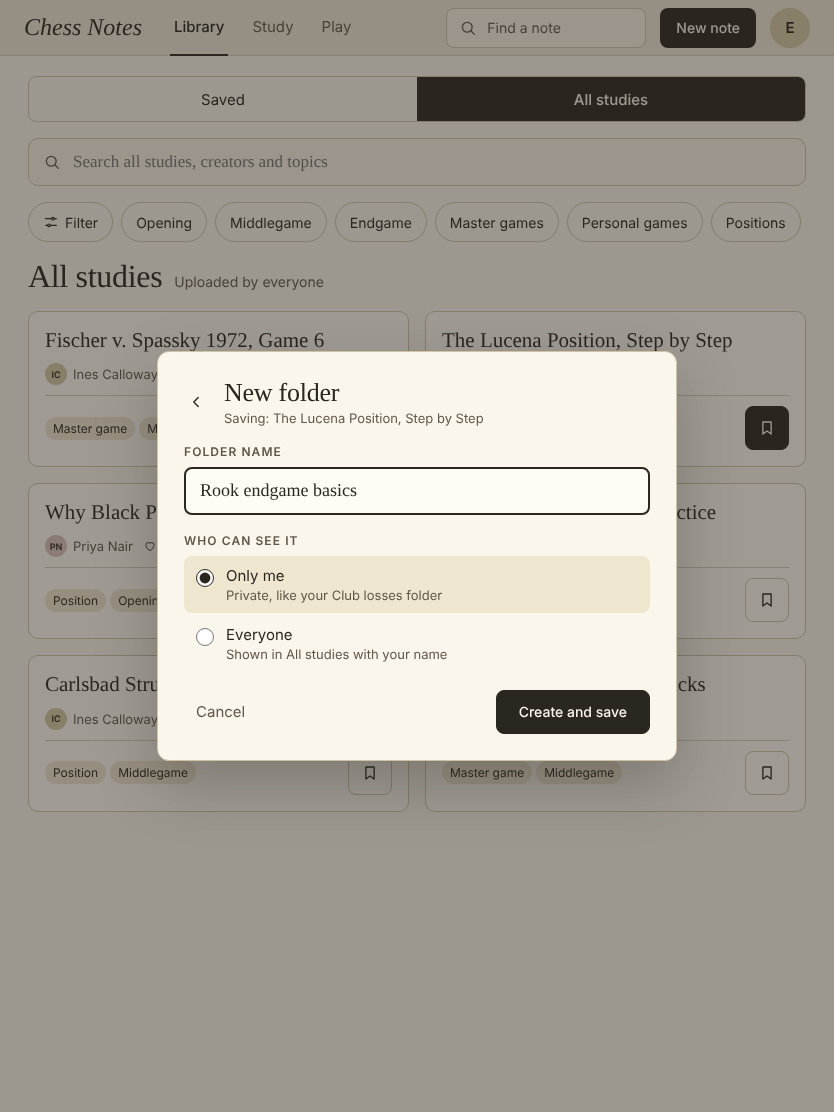 Chess Notes
Library
Study
Play
Find a note
New note
E
Saved
All studies
Search all studies, creators and topics
Filter
Opening
Middlegame
Endgame
Master games
Personal games
Positions
All studies
Uploaded by everyone
Fischer v. Spassky 1972, Game 6
The Lucena Position, Step by Step
IC
Ines Calloway
Master game
New folder
Saving: The Lucena Position, Step by Step
FOLDER NAME
Rook endgame basics
WHO CAN SEE IT
Only me
Private, like your Club losses folder
Everyone
Shown in All studies with your name
Cancel
Create and save
Why Black
PN
Priya Nair
Position
Carlsbad
IC
Ines Calloway
Position
Middlegame
Master game
Middlegame